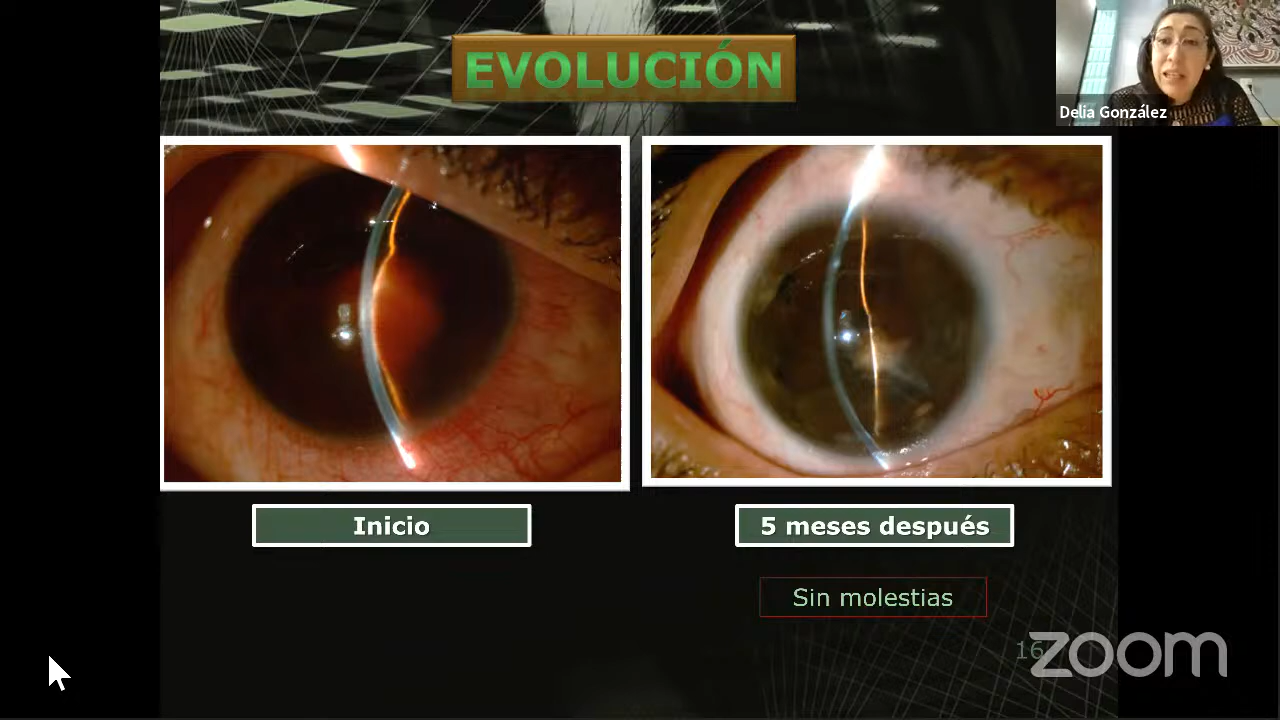 EVOLUCIÓN
Delia González
Inicio
5 meses después
Sin molestias
16
zoom